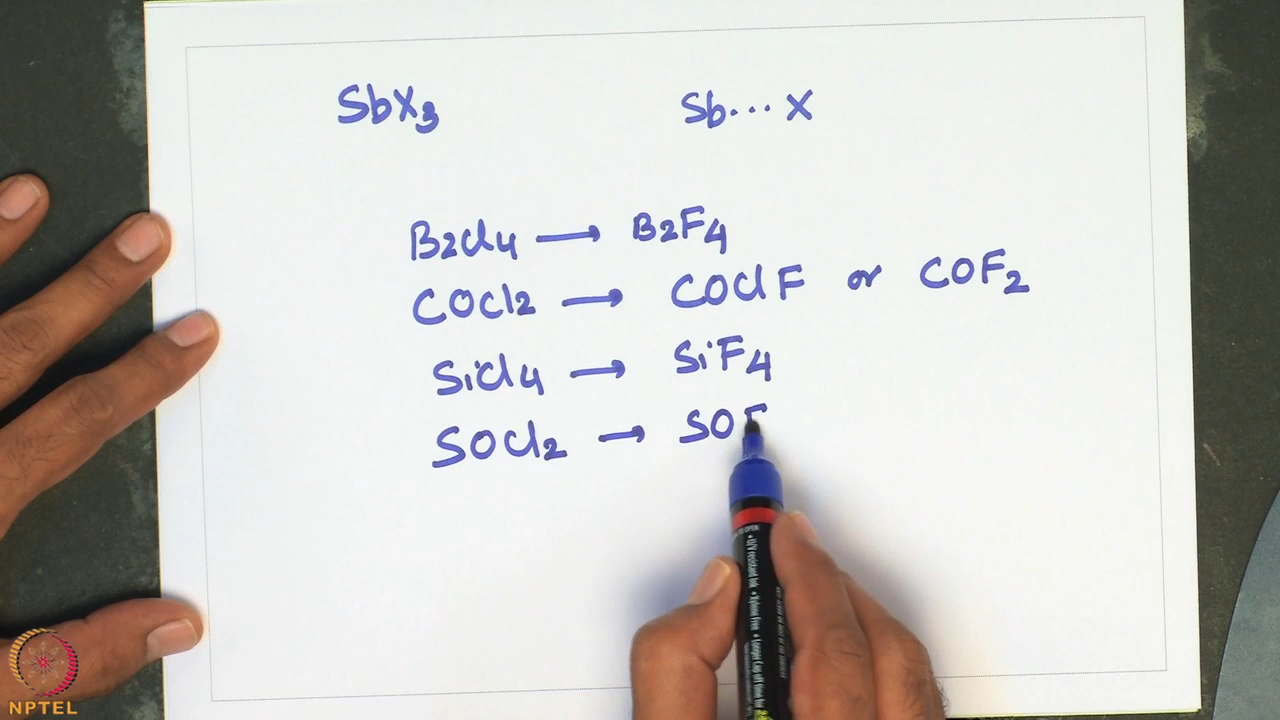 SbX3 Sb... X
B2Cl4 → B2F4
COCl2 → COClF or COF2
SiCl4 → SiF4
SOCl2 → SOF
NPTEL